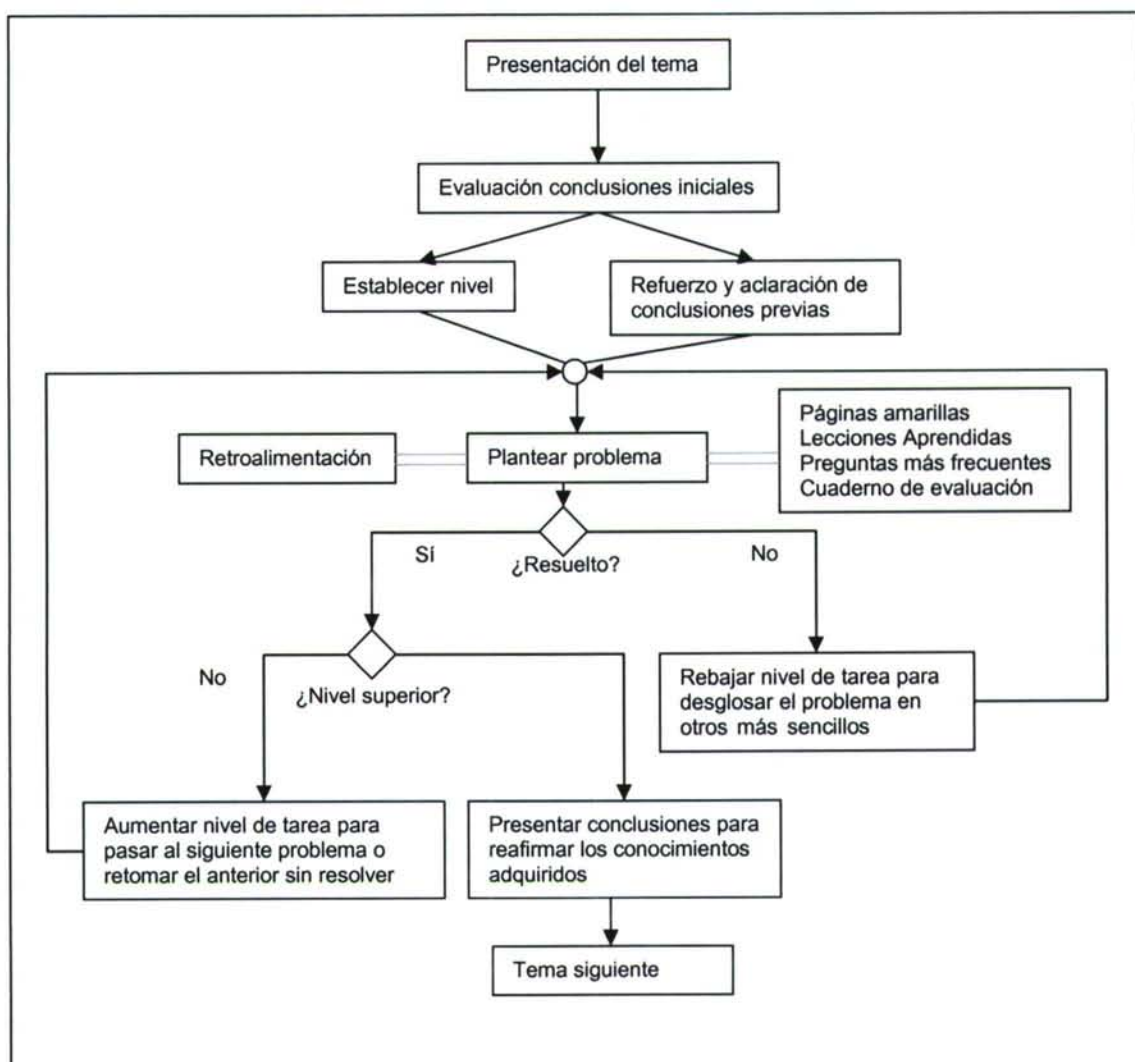 Presentación del tema
Evaluación conclusiones iniciales
Establecer nivel
Refuerzo y aclaración de
conclusiones previas
Retroalimentación
Plantear problema
Páginas amarillas
Lecciones Aprendidas
Preguntas más frecuentes
Cuaderno de evaluación
Sí
¿Resuelto?
No
No
¿Nivel superior?
Rebajar nivel de tarea para
desglosar el problema en
otros más sencillos
Aumentar nivel de tarea para
pasar al siguiente problema o
retomar el anterior sin resolver
Presentar conclusiones para
reafirmar los conocimientos
adquiridos
Tema siguiente